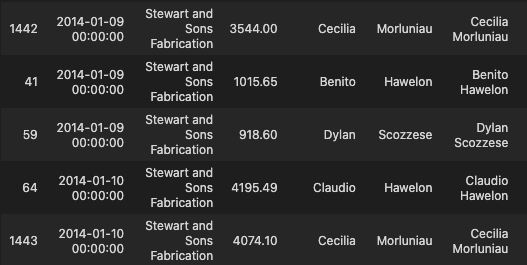 1442 2014-01-09 00:00:00 Stewart and Sons Fabrication 3544.00 Cecilia Morluniau Cecilia Morluniau
41 2014-01-09 00:00:00 Stewart and Sons Fabrication 1015.65 Benito Hawelon Benito Hawelon
59 2014-01-09 00:00:00 Stewart and Sons Fabrication 918.60 Dylan Scozzese Dylan Scozzese
64 2014-01-10 00:00:00 Stewart and Sons Fabrication 4195.49 Claudio Hawelon Claudio Hawelon
1443 2014-01-10 00:00:00 Stewart and Sons Fabrication 4074.10 Cecilia Morluniau Cecilia Morluniau